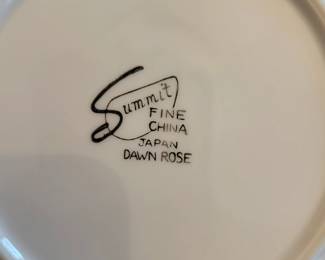 Summit
FINE
CHINA
JAPAN
DAWN ROSE